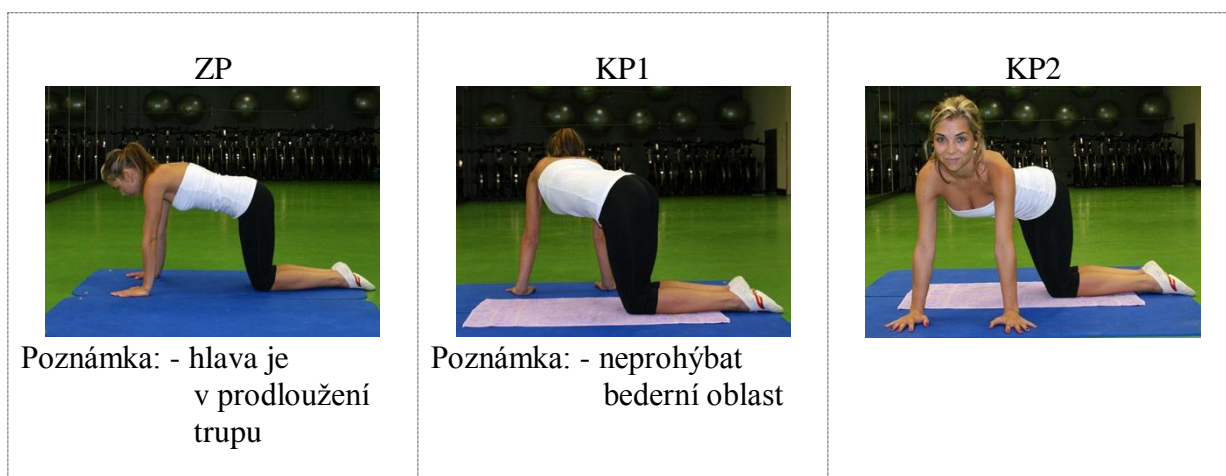 ZP
Poznámka: - hlava je
v prodloužení
trupu
KP1
Poznámka: - neprohýbat
bederní oblast
KP2